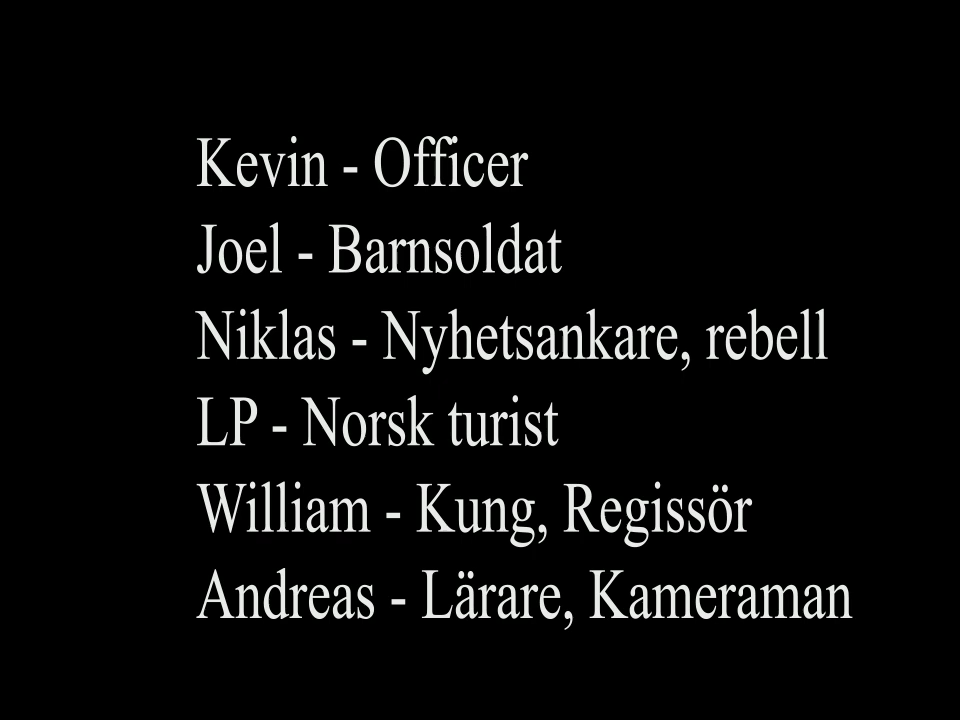 Kevin - Officer
Joel - Barnsoldat
Niklas - Nyhetsankare, rebell
LP - Norsk turist
William - Kung, Regissör
Andreas - Lärare, Kameraman